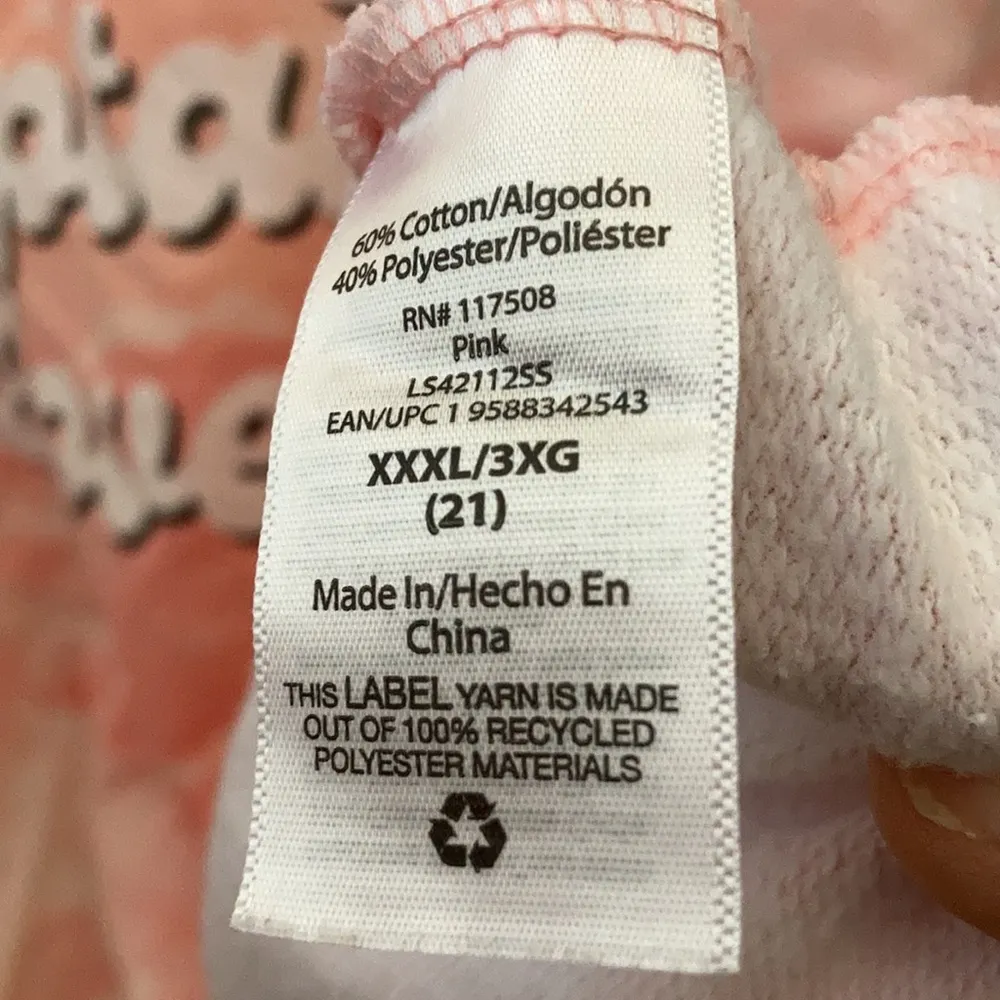 60% Cotton/Algodón
40% Polyester/Poliéster
RN# 117508
Pink
LS42112SS
EAN/UPC 1 9588342543
XXXL/3XG
(21)
Made In/Hecho En
China
THIS LABEL YARN IS MADE
OUT OF 100% RECYCLED
POLYESTER MATERIALS